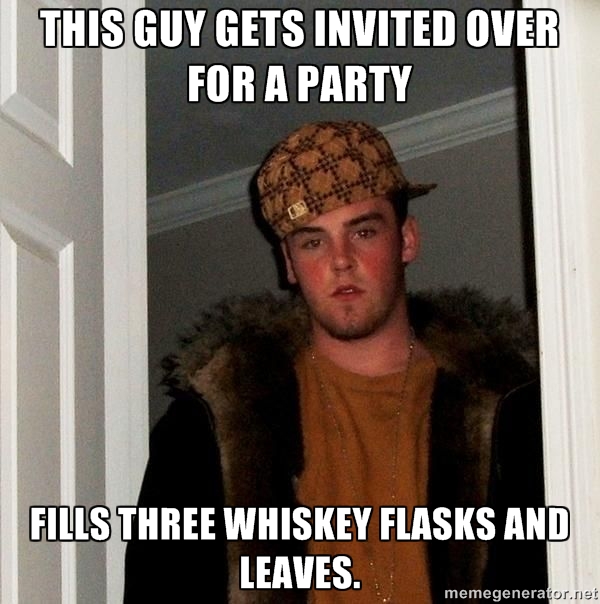 THIS GUY GETS INVITED OVER
FOR A PARTY
FILLS THREE WHISKEY FLASKS AND
LEAVES.
memegenerator.net